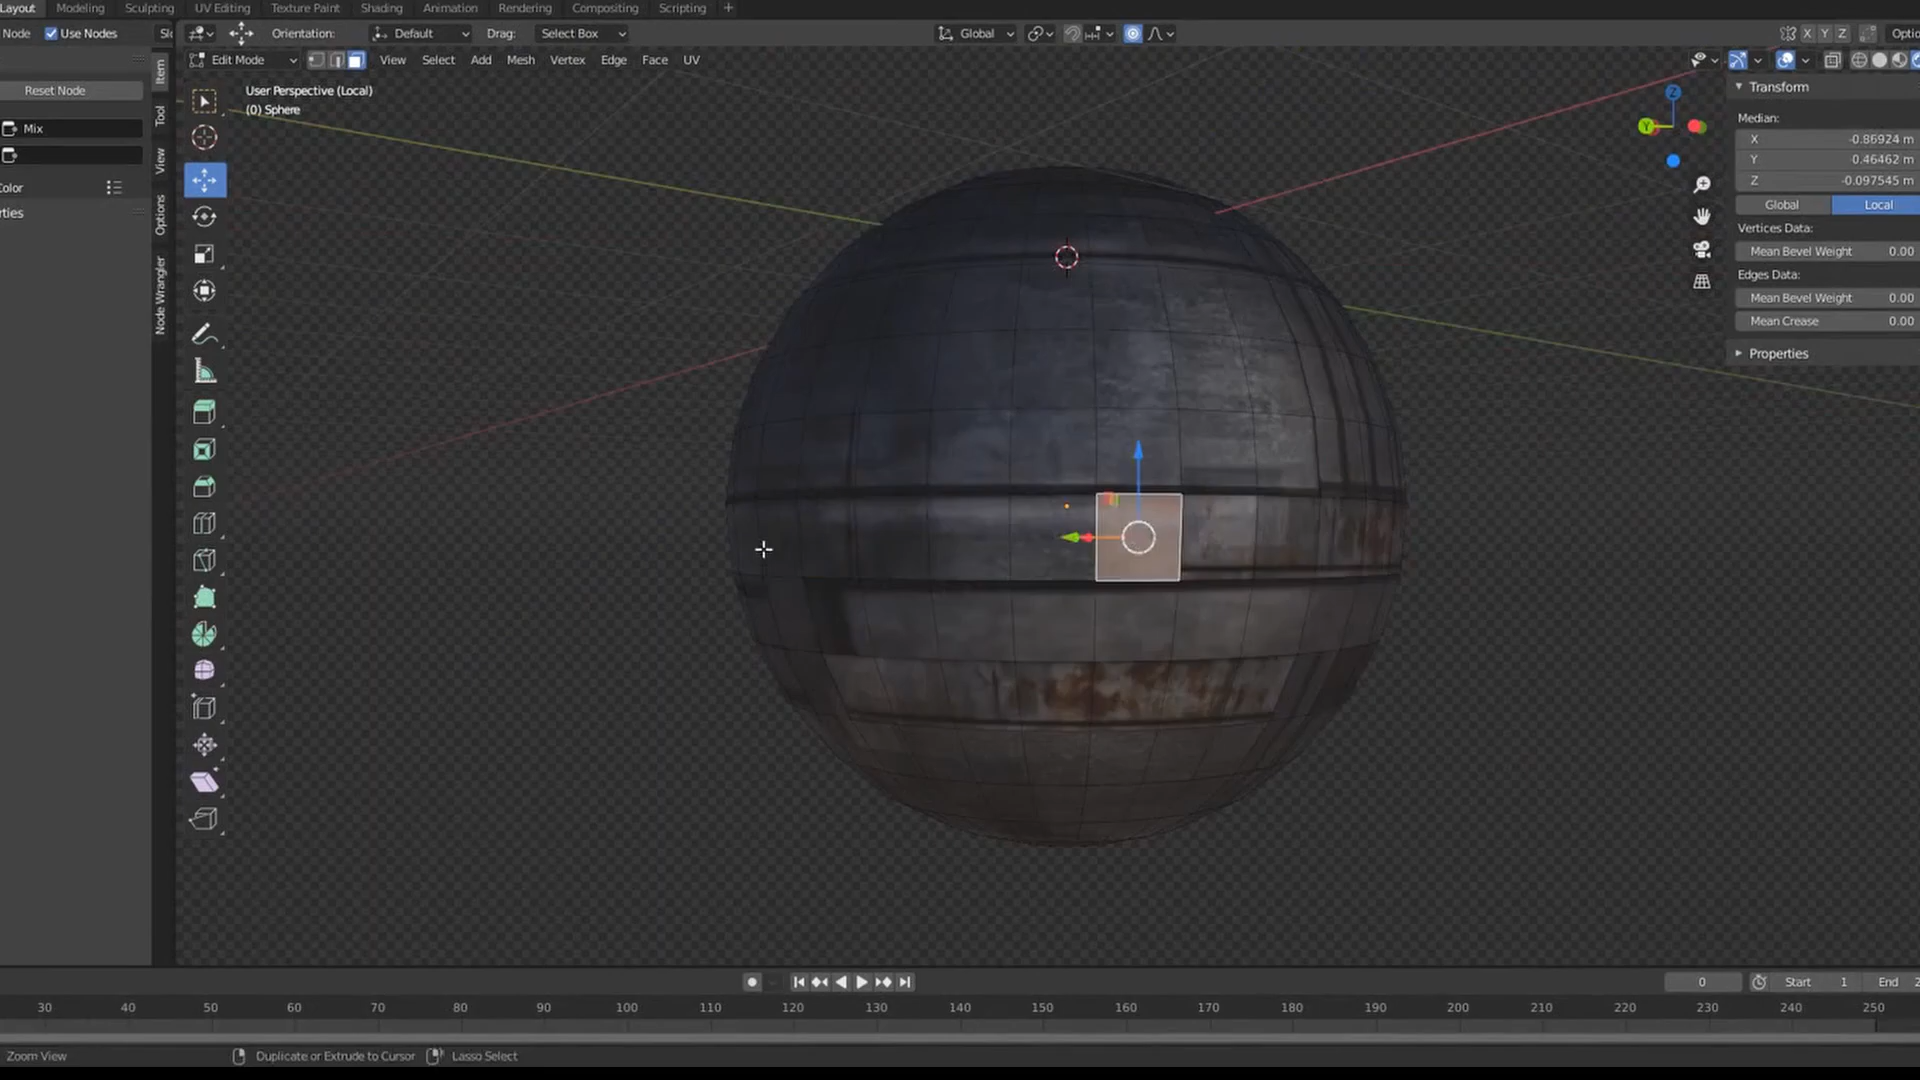 Layout Modeling Sculpting UV Editing Texture Paint Shading Animation Rendering Compositing Scripting +
Node Use Nodes Slo Orientation: Default Drag: Select Box Global X Y Z Optio
Edit Mode View Select Add Mesh Vertex Edge Face UV
Item
Tool
View
Options
Node Wrangler
Reset Node
Mix
Color
rties
User Perspective (Local)
(0) Sphere
Z
Y
Transform
Median:
X -0.86924 m
Y 0.46462 m
Z -0.097545 m
Global Local
Vertices Data:
Mean Bevel Weight 0.00
Edges Data:
Mean Bevel Weight 0.00
Mean Crease 0.00
Properties
0 Start 1 End 2
30 40 50 60 70 80 90 100 110 120 130 140 150 160 170 180 190 200 210 220 230 240 250
Zoom View Duplicate or Extrude to Cursor Lasso Select